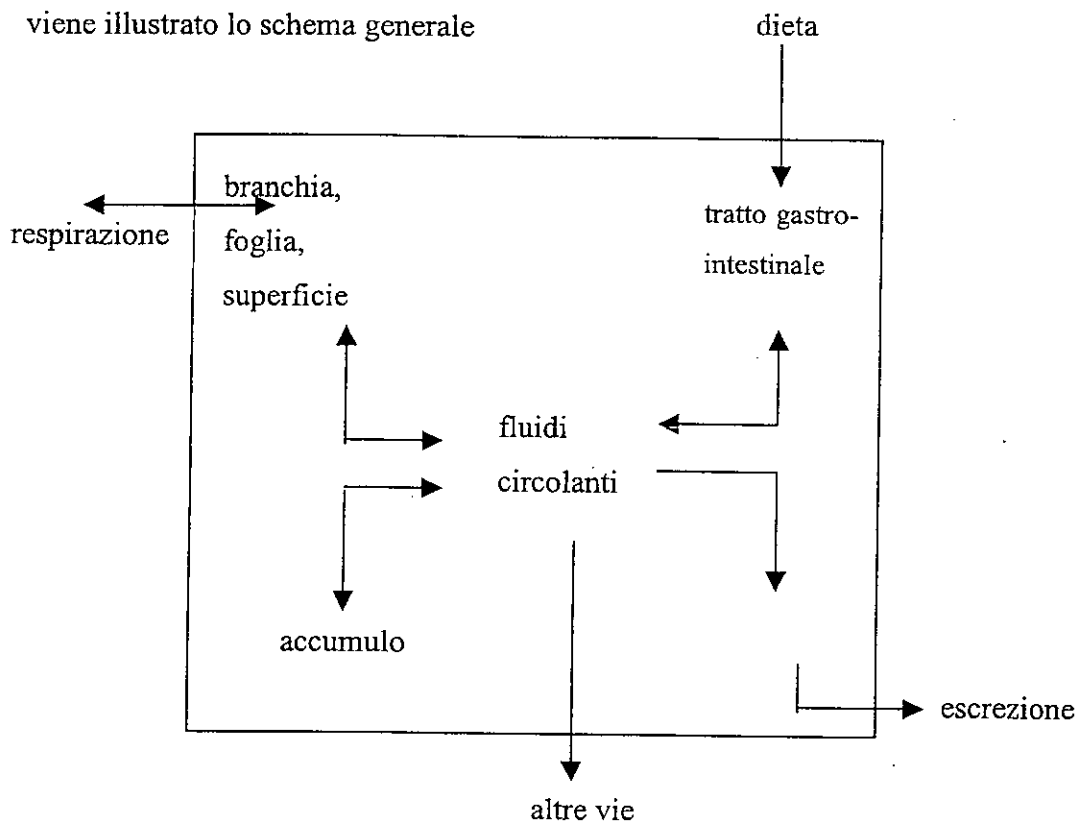 viene illustrato lo schema generale
dieta
branchia,
respirazione
foglia,
superficie
tratto gastro-
intestinale
fluidi
circolanti
accumulo
escrezione
altre vie